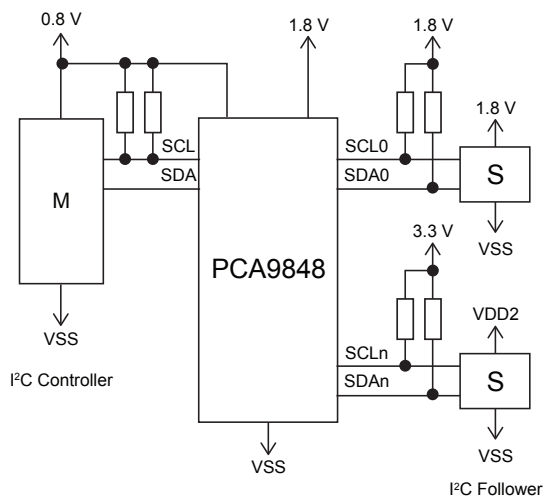 0.8 V
1.8 V
1.8 V
1.8 V
SCL
SDA
SCL0
SDA0
M
S
VSS
PCA9848
3.3 V
VSS
VDD2
I²C Controller
SCLn
SDAn
S
VSS
VSS
I²C Follower